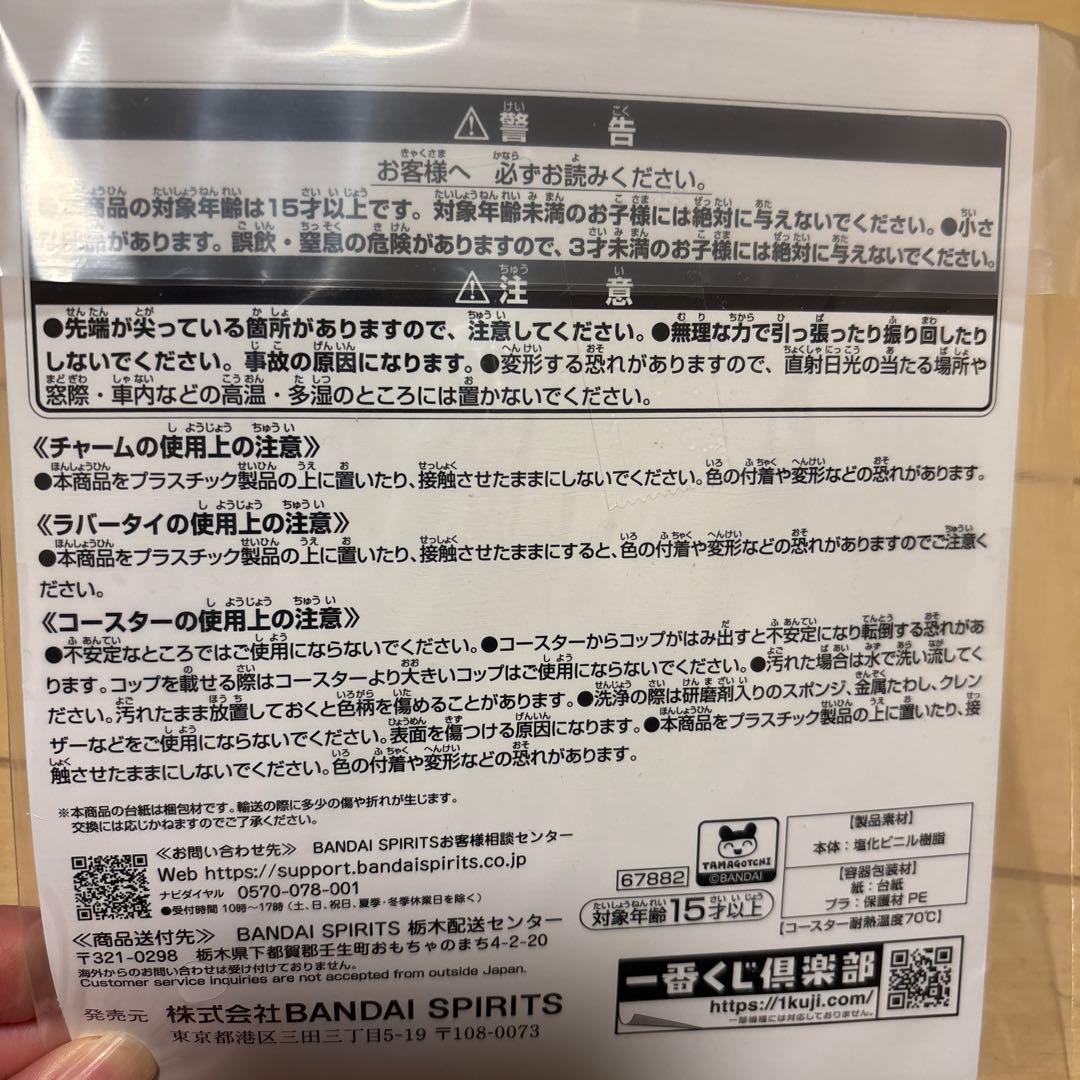 ⚠警告
お客様へ 必ずお読みください。
商品の対象年齢は15才以上です。対象年齢未満のお子様には絶対に与えないでください。●小さ
な部品があります。誤飲・窒息の危険がありますので、3才未満のお子様には絶対に与えないでください。
⚠注意
●先端が尖っている箇所がありますので、注意してください。●無理な力で引っ張ったり振り回したり
しないでください。事故の原因になります。●変形する恐れがありますので、直射日光の当たる場所や
窓際・車内などの高温・多湿のところには置かないでください。
《チャームの使用上の注意》
●本商品をプラスチック製品の上に置いたり、接触させたままにしないでください。色の付着や変形などの恐れがあります。
《ラバータイの使用上の注意》
●本商品をプラスチック製品の上に置いたり、接触させたままにすると、色の付着や変形などの恐れがありますのでご注意く
ださい。
《コースターの使用上の注意》
●不安定なところではご使用にならないでください。●コースターからコップがはみ出すと不安定になり転倒する恐れがあ
ります。コップを載せる際はコースターより大きいコップはご使用にならないでください。●汚れた場合は水で洗い流してく
ださい。汚れたまま放置しておくと色柄を傷めることがあります。●洗浄の際は研磨剤入りのスポンジ、金属たわし、クレン
ザーなどをご使用にならないでください。表面を傷つける原因になります。●本商品をプラスチック製品の上に置いたり、接
触させたままにしないでください。色の付着や変形などの恐れがあります。
※本商品の台紙は梱包材です。輸送の際に多少の傷や折れが生じます。
交換には応じかねますのでご了承ください。
≪お問い合わせ先≫ BANDAI SPIRITSお客様相談センター
Web https://support.bandaispirits.co.jp
ナビダイヤル 0570-078-001
●受付時間 10時〜17時(土、日、祝日、夏季・冬季休業日を除く)
≪商品送付先≫ BANDAI SPIRITS 栃木配送センター
〒321-0298 栃木県下都賀郡壬生町おもちゃのまち4-2-20
海外からのお問い合わせは受け付けておりません。
Customer service inquiries are not accepted from outside Japan.
発売元 株式会社BANDAI SPIRITS
東京都港区三田三丁目5-19 〒108-0073
TAMAGOTCHI
©BANDAI
67882
対象年齢15才以上
【製品素材】
本体:塩化ビニル樹脂
【容器包装材】
紙:台紙
プラ:保護材 PE
【コースター耐熱温度70℃】
一番くじ倶楽部
https://1kuji.com/
一部機種には対応しておりません。